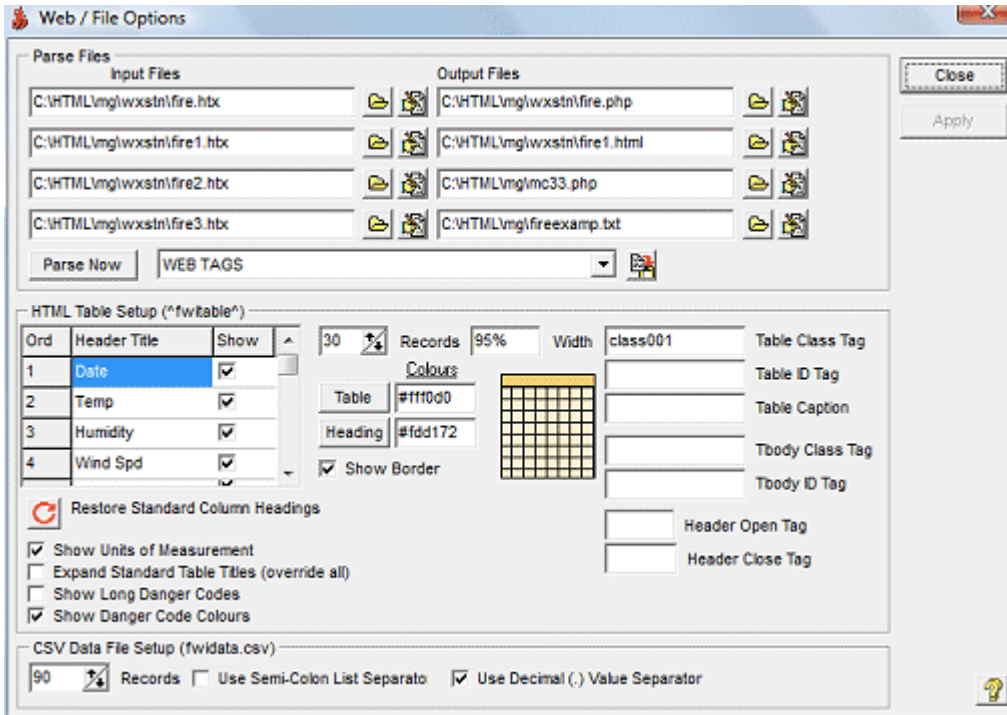 Web / File Options
Parse Files
Input Files Output Files
Close
C:\HTML\mg\wxstn\fire.htx C:\HTML\mg\wxstn\fire.php
Apply
C:\HTML\mg\wxstn\fire1.htx C:\HTML\mg\wxstn\fire1.html
C:\HTML\mg\wxstn\fire2.htx C:\HTML\mg\mc33.php
C:\HTML\mg\wxstn\fire3.htx C:\HTML\mg\fireexamp.txt
Parse Now WEB TAGS
HTML Table Setup (^fwitable^)
Ord Header Title Show 30 Records 95% Width class001 Table Class Tag
1 Date Colours Table ID Tag
2 Temp Table #fff0d0 Table Caption
3 Humidity Heading #fdd172 Tbody Class Tag
4 Wind Spd Show Border Tbody ID Tag
Restore Standard Column Headings
Header Open Tag
Show Units of Measurement Header Close Tag
Expand Standard Table Titles (override all)
Show Long Danger Codes
Show Danger Code Colours
CSV Data File Setup (fwidata.csv)
90 Records Use Semi-Colon List Separato Use Decimal (.) Value Separator